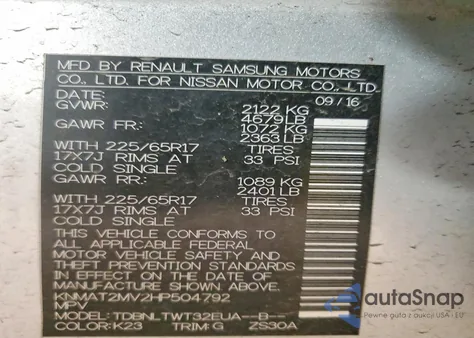 MFD BY RENAULT SAMSUNG MOTORS
CO., LTD. FOR NISSAN MOTOR CO., LTD.
DATE: 09/16
GVWR: 2122 KG
4679 LB
GAWR FR: 1072 KG
2363 LB
WITH 225/65R17 TIRES
17X7J RIMS AT 33 PSI
COLD SINGLE
GAWR RR: 1089 KG
2401 LB
WITH 225/65R17 TIRES
17X7J RIMS AT 33 PSI
COLD SINGLE
THIS VEHICLE CONFORMS TO
ALL APPLICABLE FEDERAL
MOTOR VEHICLE SAFETY AND
THEFT PREVENTION STANDARDS
IN EFFECT ON THE DATE OF
MANUFACTURE SHOWN ABOVE.
KNMAT2MV2HP504792
MPV
MODEL: TDBNLTWT32EUA--B--
COLOR:K23 TRIM:G ZS30A
autoSnap